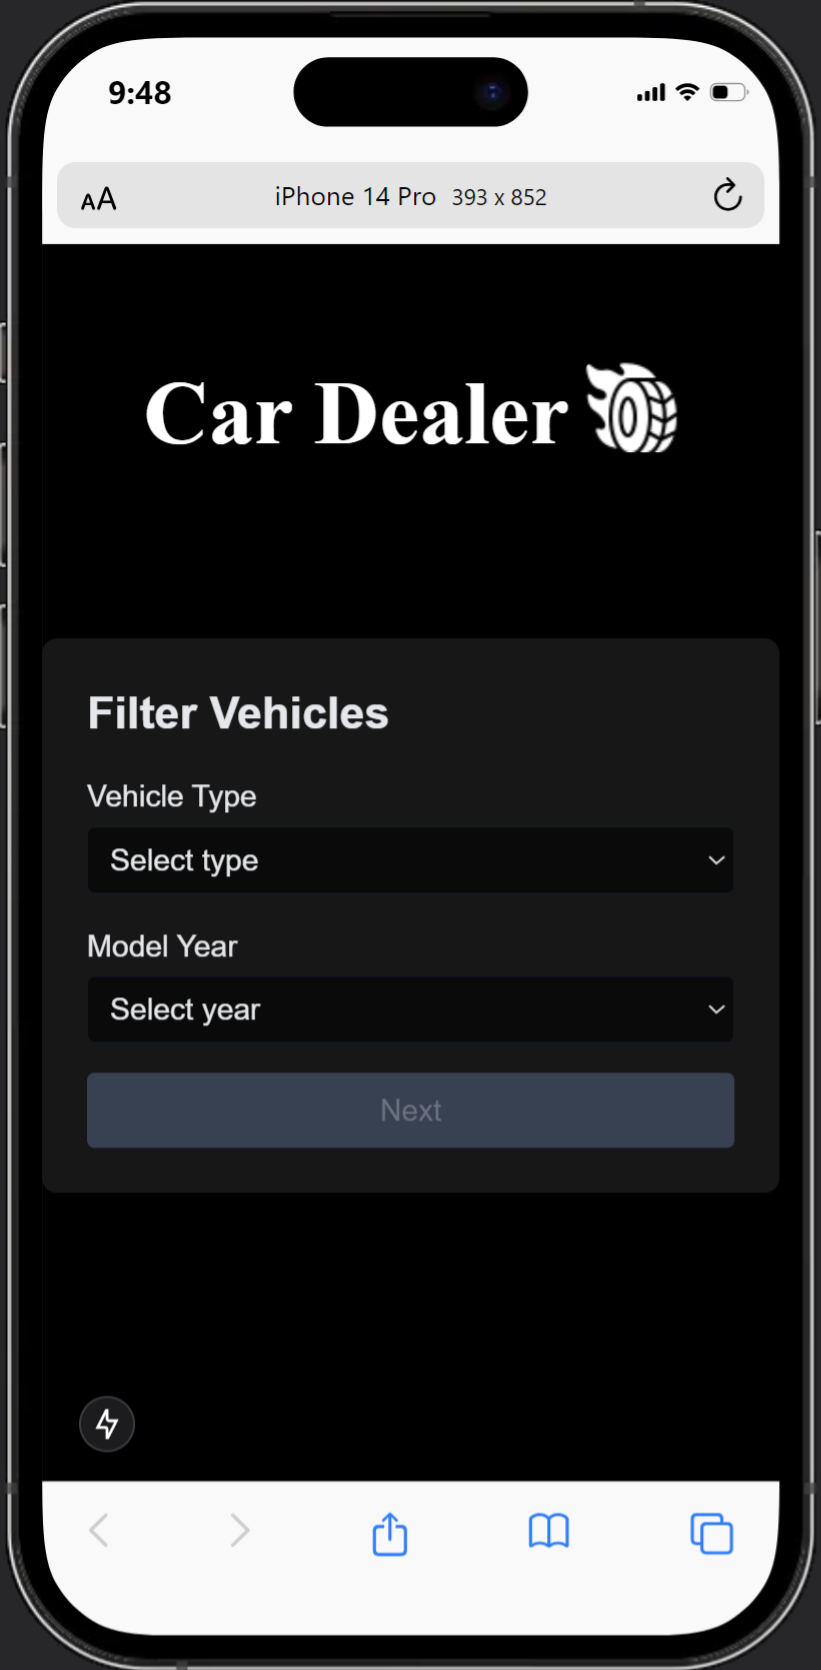 9:48
AA iPhone 14 Pro 393 x 852
Car Dealer
Filter Vehicles
Vehicle Type
Select type
Model Year
Select year
Next